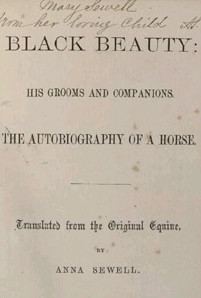 Mary Sewell
from her loving Child AS.
BLACK BEAUTY:
HIS GROOMS AND COMPANIONS.
THE AUTOBIOGRAPHY OF A HORSE.
Translated from the Original Equine,
BY
ANNA SEWELL.